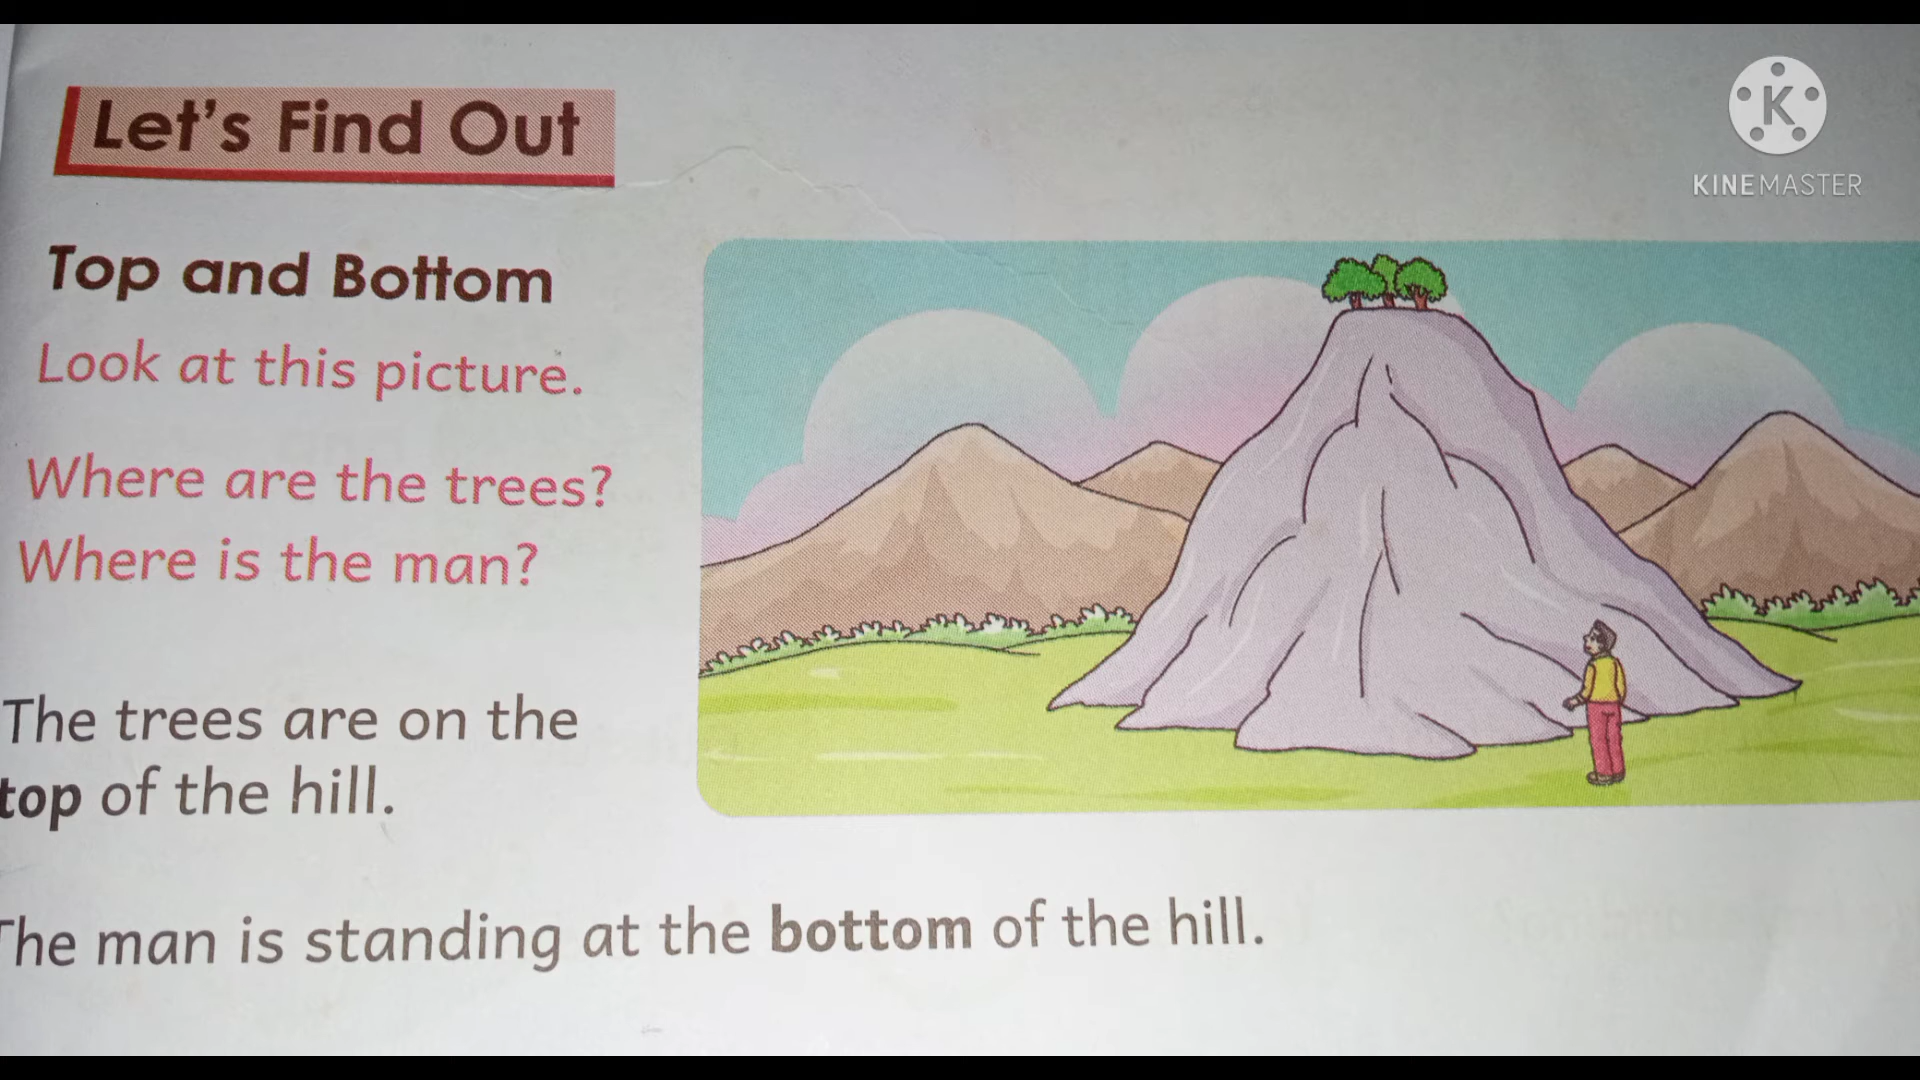 Let's Find Out
KINEMASTER
Top and Bottom
Look at this picture.
Where are the trees?
Where is the man?
The trees are on the
top of the hill.
The man is standing at the bottom of the hill.